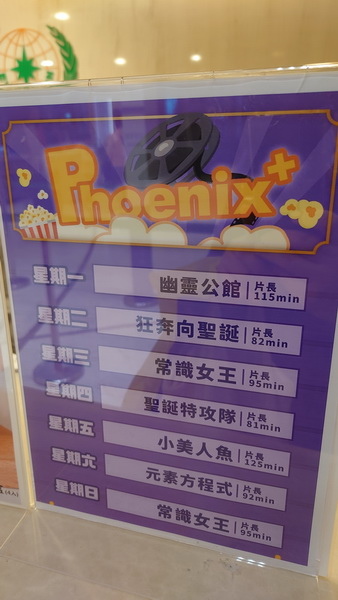 Phoenix+
星期一 幽靈公館 片長 115min
星期二 狂奔向聖誕 片長 82min
星期三 常識女王 片長 95min
星期四 聖誕特攻隊 片長 81min
星期五 小美人魚 片長 125min
星期六 元素方程式 片長 92min
星期日 常識女王 片長 95min